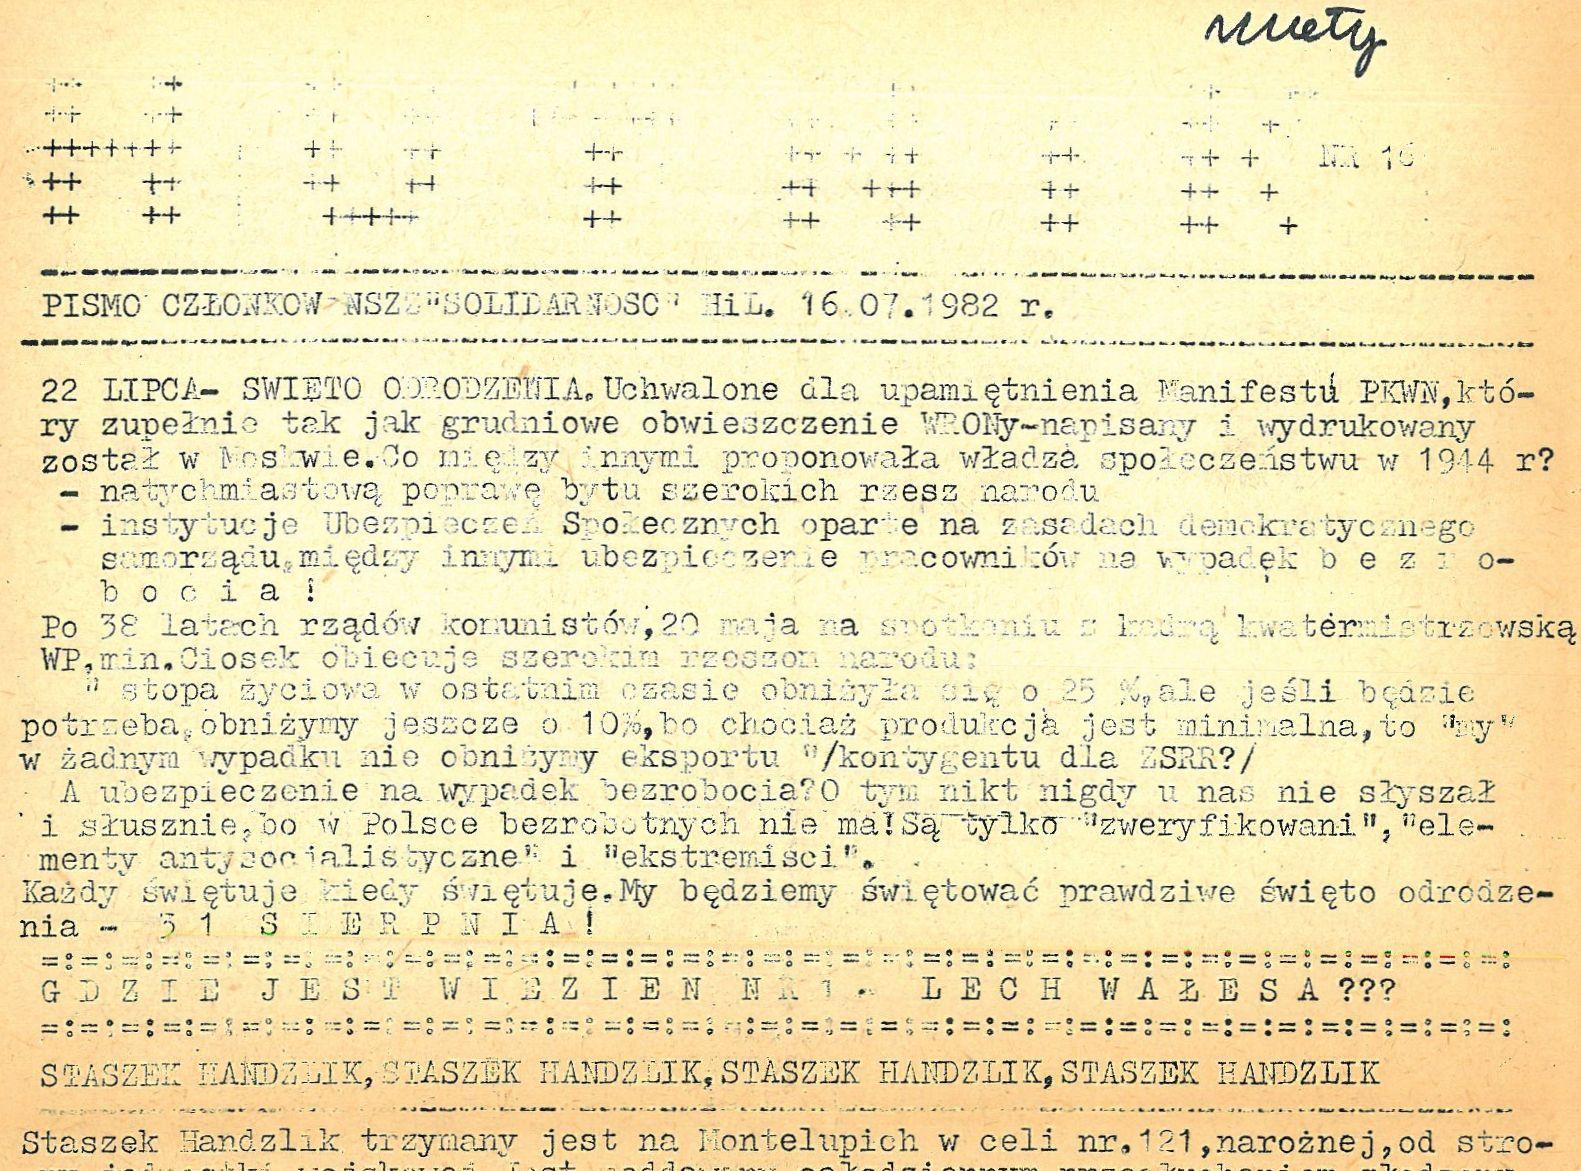 HUTNIK NR 16
PISMO CZŁONKOW NSZZ"SOLIDARNOSC" HiL. 16.07.1982 r.
22 LIPCA- SWIĘTO ODRODZENIA.Uchwalone dla upamiętnienia Manifestu PKWN,któ-
ry zupełnie tak jak grudniowe obwieszczenie WRONy-napisany i wydrukowany
został w Moskwie.Co między innymi proponowała władza społeczeństwu w 1944 r?
- natychmiastową poprawę bytu szerokich rzesz narodu
- instytucje Ubezpieczeń Społecznych oparte na zasadach demokratycznego
samorządu,między innymi ubezpieczenie pracowników na wypadek b e z r o-
b o c i a !
Po 38 latach rządów komunistów,20 maja na spotkaniu z kadrą kwatermistrzowską
WP,min.Ciosek obiecuje szerokim rzeszom narodu:
" stopa życiowa w ostatnim czasie obniżyła się o 25 %,ale jeśli będzie
potrzeba,obniżymy jeszcze o 10%,bo chociaż produkcja jest minimalna,to "my"
w żadnym wypadku nie obniżymy eksportu "/kontygentu dla ZSRR?/
A ubezpieczenie na wypadek bezrobocia?O tym nikt nigdy u nas nie słyszał
i słusznie,bo w Polsce bezrobotnych nie ma!Są tylko "zweryfikowani","ele-
menty antysocjalistyczne" i "ekstremisci".
Każdy świętuje kiedy świętuje.My będziemy świętować prawdziwe święto odrodze-
nia - 3 1 S I E R P N I A !
G D Z I E J E S T W I E Z I E N N R 1 - L E C H W A Ł E S A ???
STASZEK HANDZLIK,STASZEK HANDZLIK,STASZEK HANDZLIK,STASZEK HANDZLIK
Staszek Handzlik trzymany jest na Montelupich w celi nr.121,narożnej,od stro-